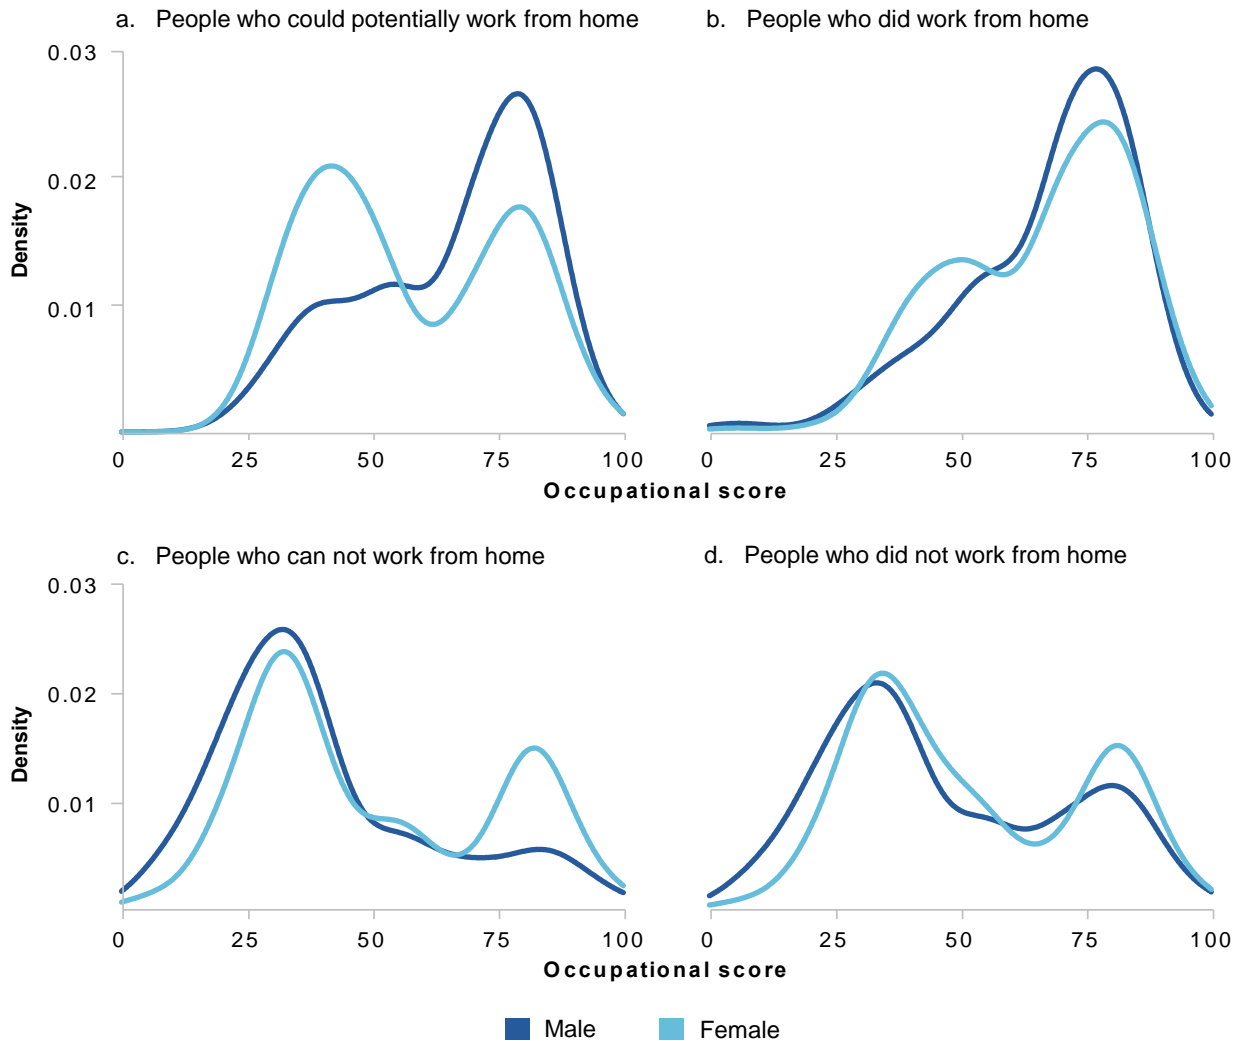 a. People who could potentially work from home
b. People who did work from home
0.03
0.02
0.01
Density
0 25 50 75 100
0 25 50 75 100
Occupational score
c. People who can not work from home
d. People who did not work from home
0.03
0.02
0.01
Density
0 25 50 75 100
0 25 50 75 100
Occupational score
Male Female